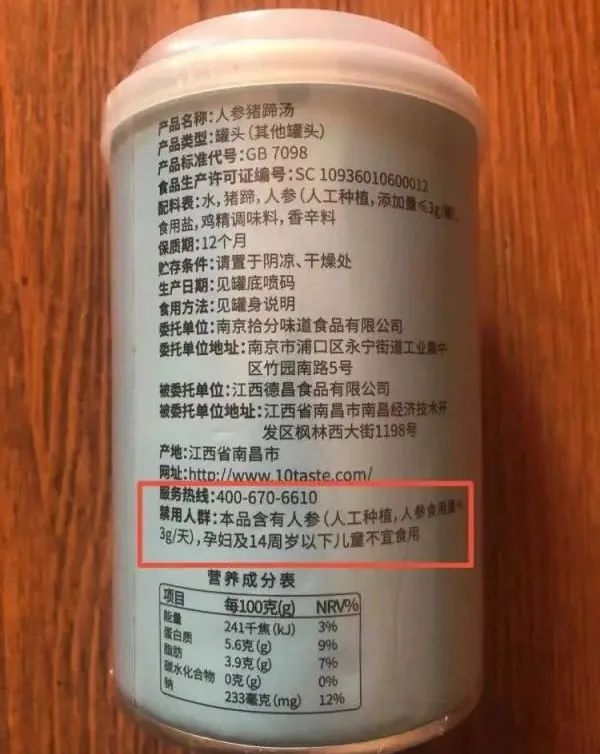 产品名称:人参猪蹄汤
产品类型:罐头(其他罐头)
产品标准代号:GB 7098
食品生产许可证编号:SC 10936010600012
配料表:水,猪蹄,人参(人工种植,添加量≤3g/罐),
食用盐,鸡精调味料,香辛料
保质期:12个月
贮存条件:请置于阴凉、干燥处
生产日期:见罐底喷码
食用方法:见罐身说明
委托单位:南京拾分味道食品有限公司
委托单位地址:南京市浦口区永宁街道工业集中
区竹园南路5号
被委托单位:江西德昌食品有限公司
被委托单位地址:江西省南昌市南昌经济技术开
发区枫林西大街1198号
产地:江西省南昌市
网址:http://www.10taste.com/
服务热线:400-670-6610
禁用人群:本品含有人参(人工种植,人参食用量≤
3g/天),孕妇及14周岁以下儿童不宜食用
营养成分表
项目 每100克(g) NRV%
能量 241千焦(kJ) 3%
蛋白质 5.6克(g) 9%
脂肪 3.9克(g) 7%
碳水化合物 0克(g) 0%
钠 233毫克(mg) 12%